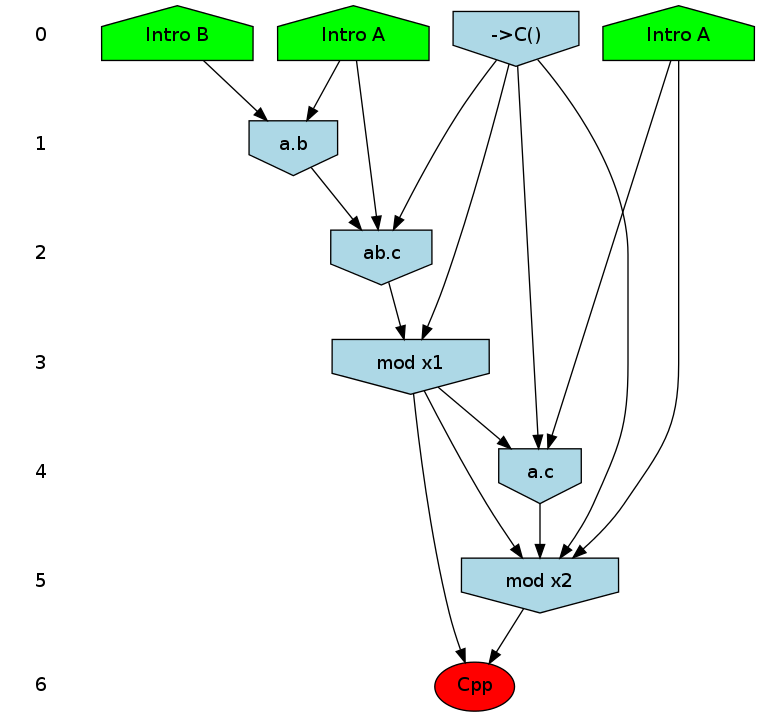 0
Intro B
Intro A
->C()
Intro A
1
a.b
2
ab.c
3
mod x1
4
a.c
5
mod x2
6
Cpp